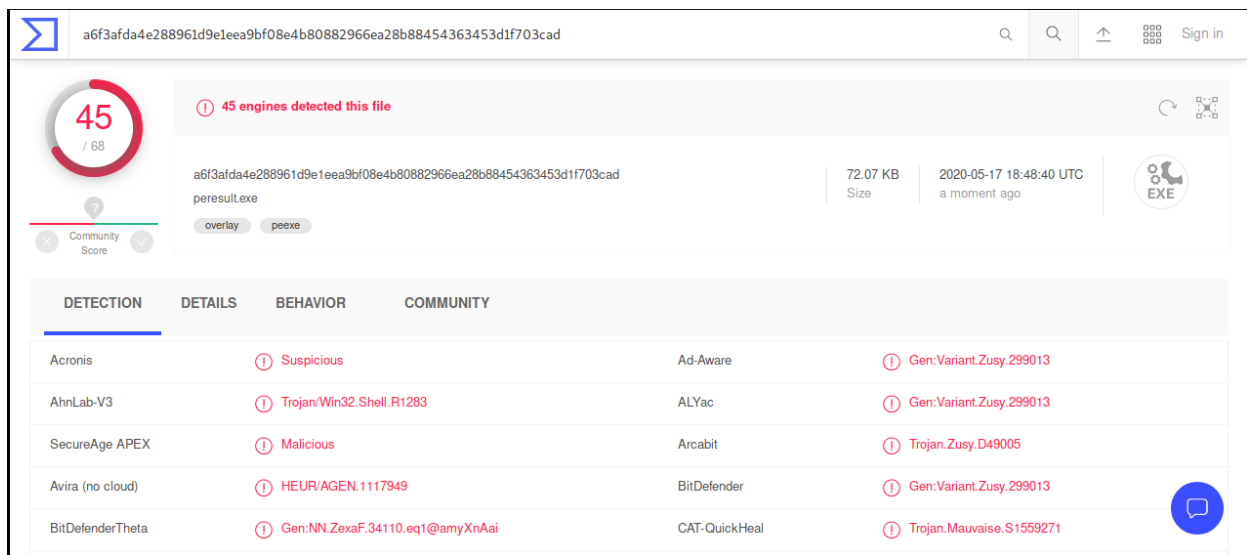 a6f3afda4e288961d9e1eea9bf08e4b80882966ea28b88454363453d1f703cad
Sign in
45
/ 68
45 engines detected this file
a6f3afda4e288961d9e1eea9bf08e4b80882966ea28b88454363453d1f703cad
peresult.exe
overlay peexe
72.07 KB
Size
2020-05-17 18:48:40 UTC
a moment ago
EXE
?
Community
Score
DETECTION DETAILS BEHAVIOR COMMUNITY
Acronis Suspicious Ad-Aware Gen:Variant.Zusy.299013
AhnLab-V3 Trojan/Win32.Shell.R1283 ALYac Gen:Variant.Zusy.299013
SecureAge APEX Malicious Arcabit Trojan.Zusy.D49005
Avira (no cloud) HEUR/AGEN.1117949 BitDefender Gen:Variant.Zusy.299013
BitDefenderTheta Gen:NN.ZexaF.34110.eq1@amyXnAai CAT-QuickHeal Trojan.Mauvaise.S1559271